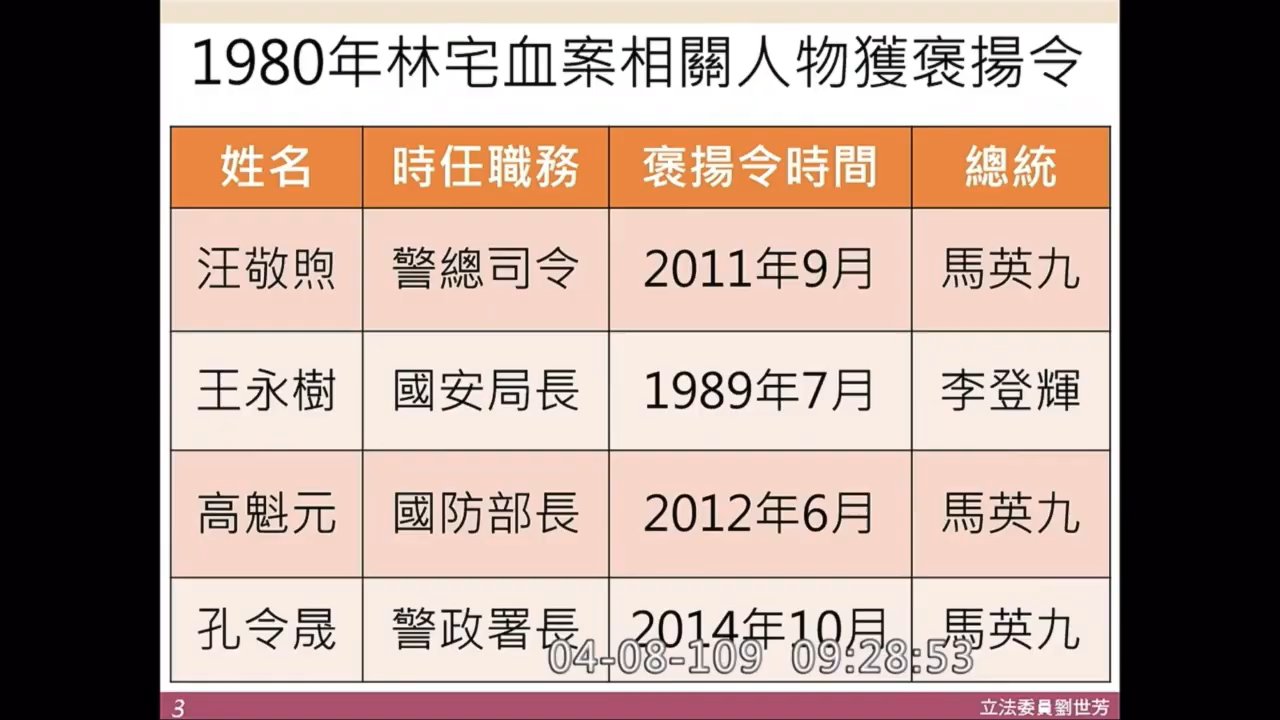 1980年林宅血案相關人物獲褒揚令
姓名 時任職務 褒揚令時間 總統
汪敬煦 警總司令 2011年9月 馬英九
王永樹 國安局長 1989年7月 李登輝
高魁元 國防部長 2012年6月 馬英九
孔令晟 警政署長 2014年10月 馬英九
04-08-109 09:28:53
3 立法委員劉世芳